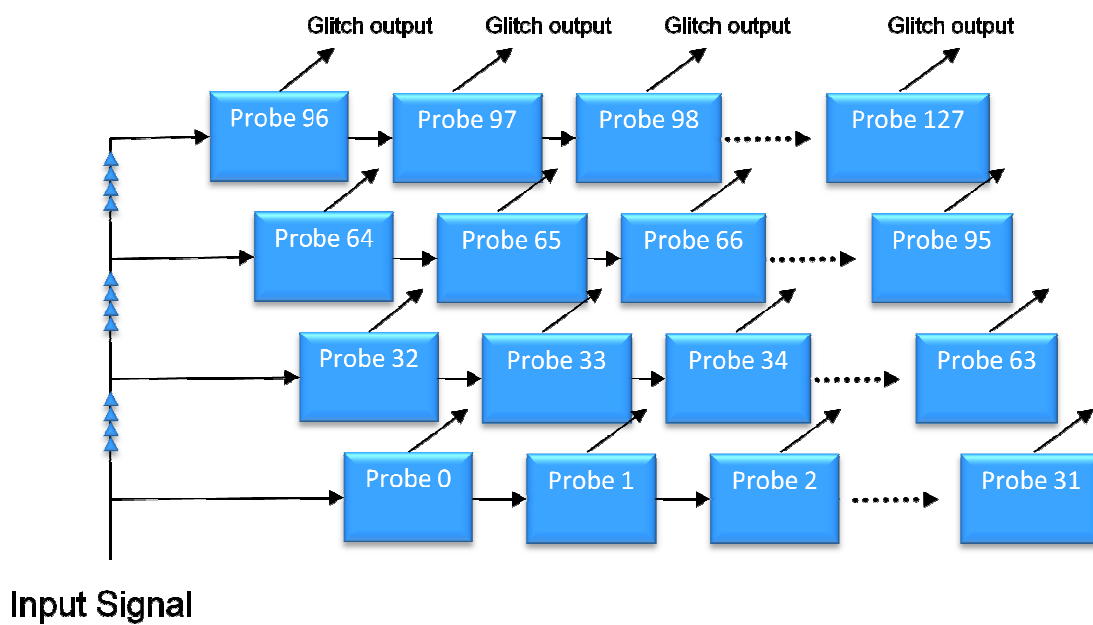 Glitch output Glitch output Glitch output Glitch output
Probe 96 Probe 97 Probe 98 Probe 127
Probe 64 Probe 65 Probe 66 Probe 95
Probe 32 Probe 33 Probe 34 Probe 63
Probe 0 Probe 1 Probe 2 Probe 31
Input Signal